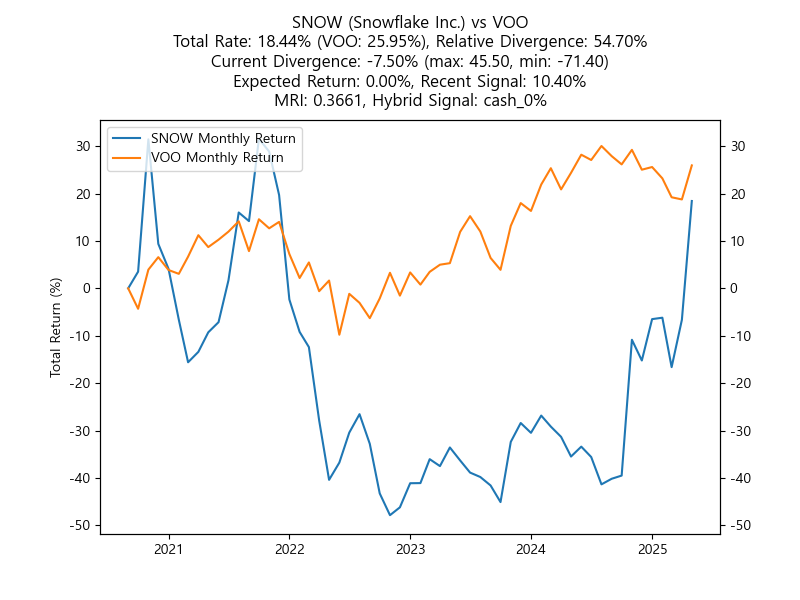 SNOW (Snowflake Inc.) vs VOO
Total Rate: 18.44% (VOO: 25.95%), Relative Divergence: 54.70%
Current Divergence: -7.50% (max: 45.50, min: -71.40)
Expected Return: 0.00%, Recent Signal: 10.40%
MRI: 0.3661, Hybrid Signal: cash_0%
SNOW Monthly Return
VOO Monthly Return
Total Return (%)
30
20
10
0
-10
-20
-30
-40
-50
30
20
10
0
-10
-20
-30
-40
-50
2021
2022
2023
2024
2025